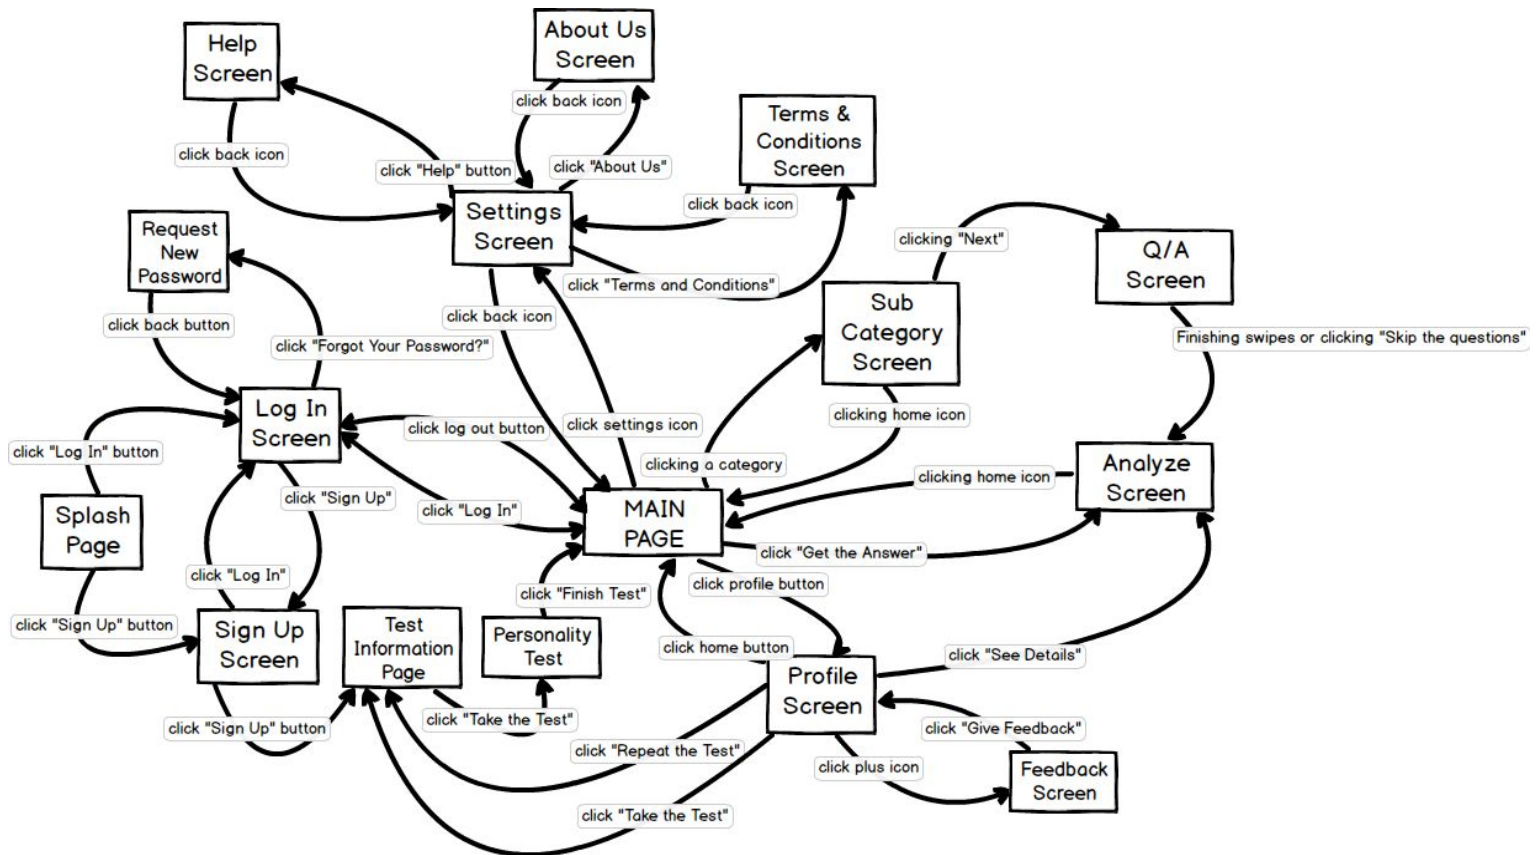 About Us
Screen
Help
Screen
click back icon
Terms &
Conditions
Screen
click back icon
click "Help" button
click "About Us"
Settings
Screen
click back icon
Request
New
Password
clicking "Next"
Q/A
Screen
click "Terms and Conditions"
Sub
Category
Screen
click back icon
click back button
click "Forgot Your Password?"
Finishing swipes or clicking "Skip the questions"
Log In
Screen
click log out button
click settings icon
clicking home icon
click "Log In" button
clicking a category
clicking home icon
Analyze
Screen
click "Sign Up"
click "Log In"
MAIN
PAGE
Splash
Page
click "Get the Answer"
click "Log In"
click "Finish Test"
click profile button
click "Sign Up" button
Sign Up
Screen
Test
Information
Page
Personality
Test
click home button
click "See Details"
Profile
Screen
click "Sign Up" button
click "Take the Test"
click "Repeat the Test"
click "Give Feedback"
click plus icon
Feedback
Screen
click "Take the Test"